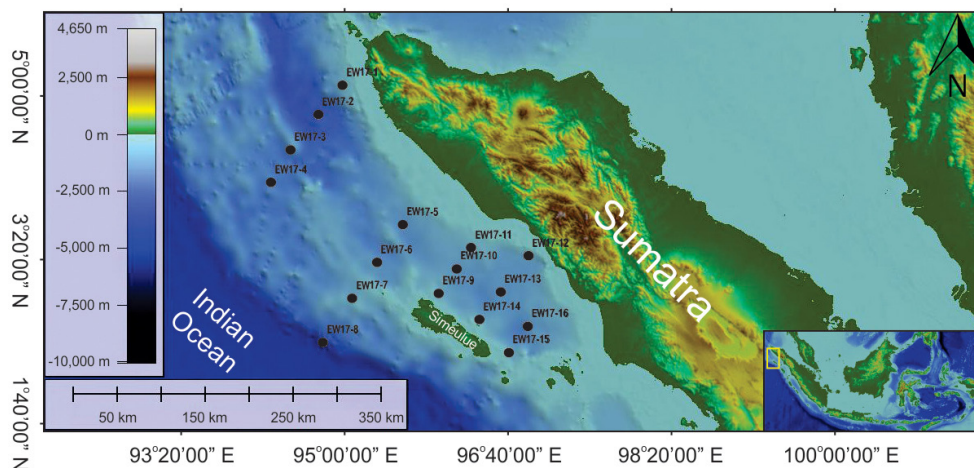 4,650 m
2,500 m
0 m
-2,500 m
-5,000 m
-7,500 m
-10,000 m
5°00'00" N
3°20'00" N
1°40'00" N
EW17-1
EW17-2
EW17-3
EW17-4
EW17-5
EW17-6
EW17-7
EW17-8
EW17-11
EW17-10
EW17-9
EW17-12
EW17-13
EW17-14
EW17-16
EW17-15
Simeulue
Sumatra
Indian
Ocean
N
50 km
150 km
250 km
350 km
93°20'00" E
95°00'00" E
96°40'00" E
98°20'00" E
100°00'00" E